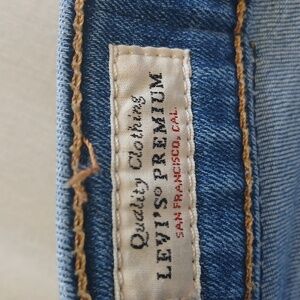 Quality Clothing
LEVI'S® PREMIUM
SAN FRANCISCO, CAL.